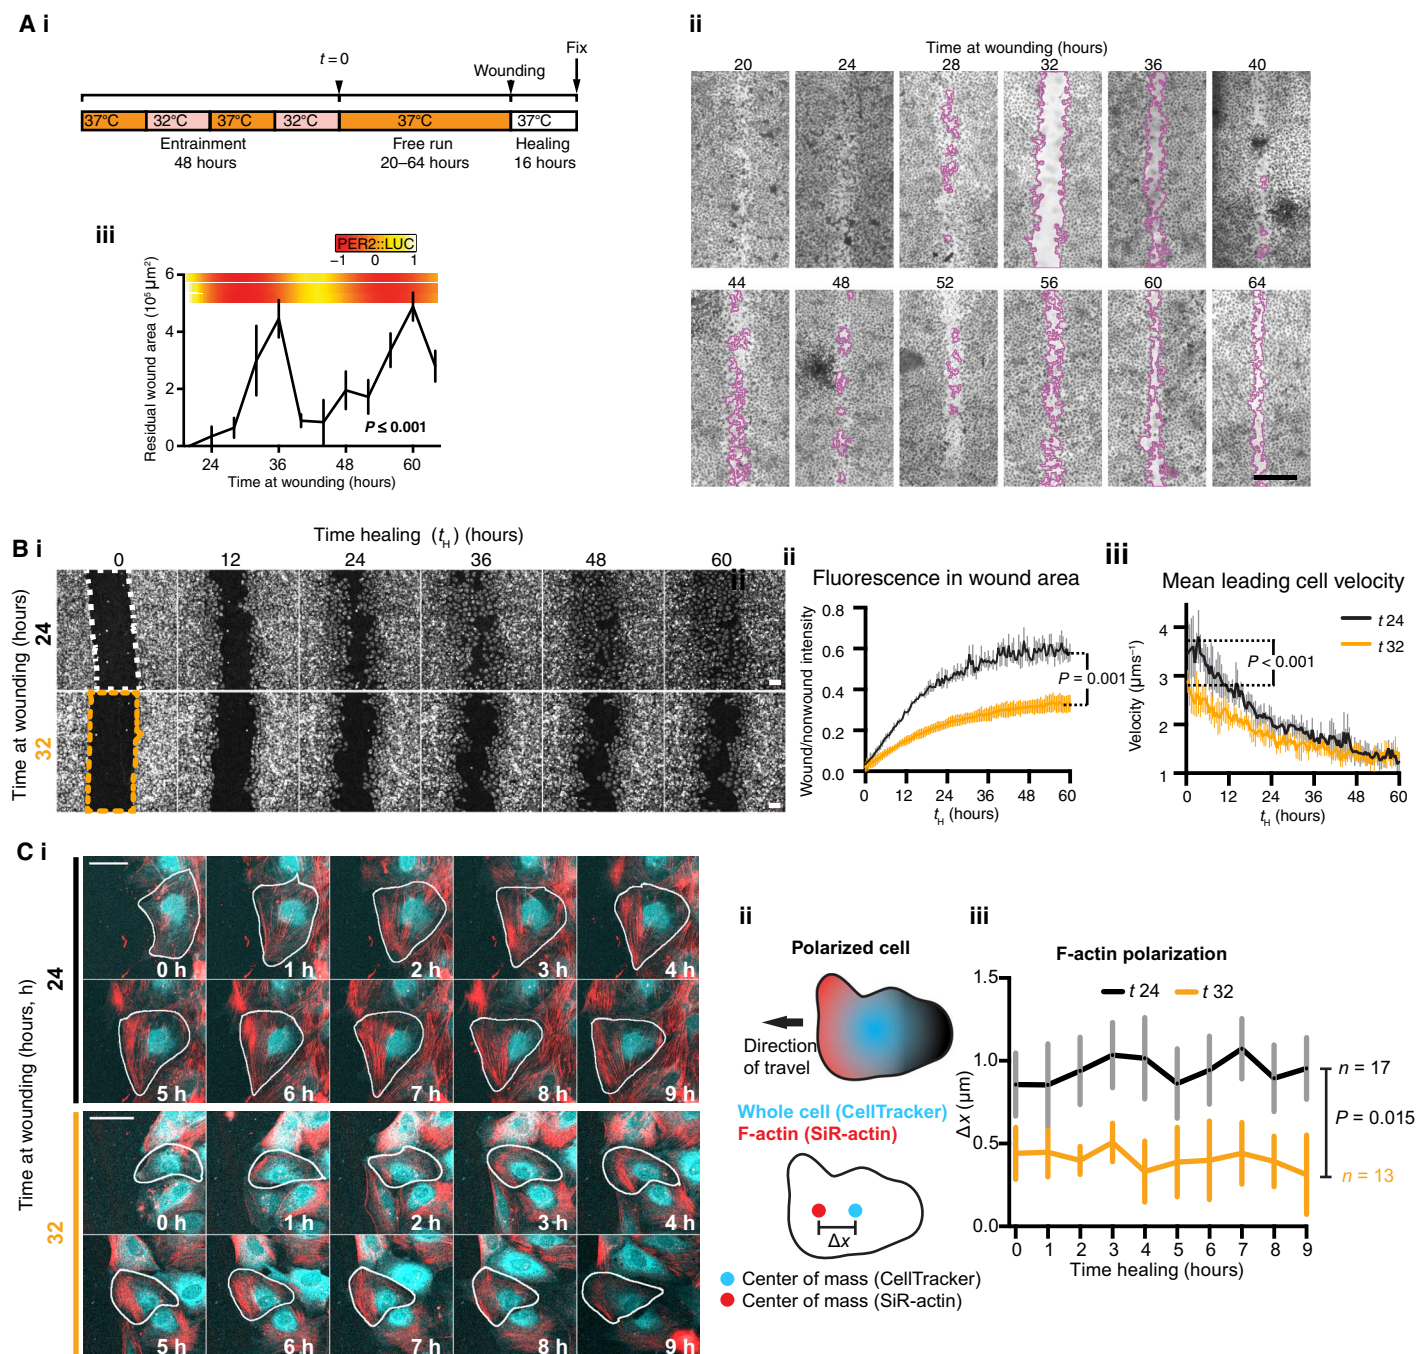 A i
t = 0
Wounding
Fix
37°C 32°C 37°C 32°C 37°C 37°C
Entrainment
48 hours
Free run
20–64 hours
Healing
16 hours
ii
Time at wounding (hours)
20 24 28 32 36 40
44 48 52 56 60 64
iii
PER2::LUC
−1 0 1
Residual wound area (10⁵ μm²)
6
4
2
0
P ≤ 0.001
24 36 48 60
Time at wounding (hours)
B i
Time healing (tH) (hours)
0 12 24 36 48 60
Time at wounding (hours)
24
32
ii
ii
Fluorescence in wound area
Wound/nonwound intensity
0.8
0.6
0.4
0.2
0.0
P = 0.001
0 12 24 36 48 60
tH (hours)
iii
Mean leading cell velocity
Velocity (μms⁻¹)
4
3
2
1
t 24
t 32
P < 0.001
0 12 24 36 48 60
tH (hours)
C i
Time at wounding (hours, h)
24
0 h 1 h 2 h 3 h 4 h
5 h 6 h 7 h 8 h 9 h
32
0 h 1 h 2 h 3 h 4 h
5 h 6 h 7 h 8 h 9 h
ii
Polarized cell
Direction
of travel
Whole cell (CellTracker)
F-actin (SiR-actin)
Δx
Center of mass (CellTracker)
Center of mass (SiR-actin)
iii
F-actin polarization
t 24 t 32
Δx (μm)
1.5
1.0
0.5
0.0
n = 17
P = 0.015
n = 13
0 1 2 3 4 5 6 7 8 9
Time healing (hours)